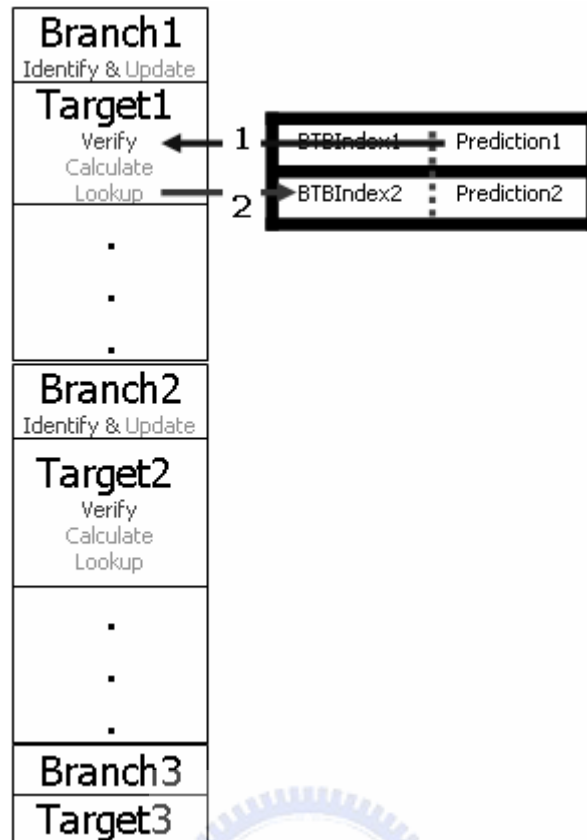 Branch1
Identify & Update
Target1
Verify
Calculate
Lookup
1
2
BTBIndex1
Prediction1
BTBIndex2
Prediction2
.
.
.
Branch2
Identify & Update
Target2
Verify
Calculate
Lookup
.
.
.
Branch3
Target3